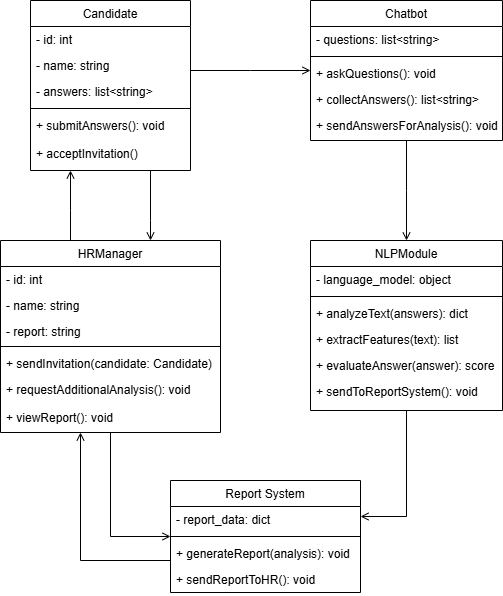 Candidate
- id: int
- name: string
- answers: list<string>
+ submitAnswers(): void
+ acceptInvitation()
Chatbot
- questions: list<string>
+ askQuestions(): void
+ collectAnswers(): list<string>
+ sendAnswersForAnalysis(): void
HRManager
- id: int
- name: string
- report: string
+ sendInvitation(candidate: Candidate)
+ requestAdditionalAnalysis(): void
+ viewReport(): void
NLPModule
- language_model: object
+ analyzeText(answers): dict
+ extractFeatures(text): list
+ evaluateAnswer(answer): score
+ sendToReportSystem(): void
Report System
- report_data: dict
+ generateReport(analysis): void
+ sendReportToHR(): void